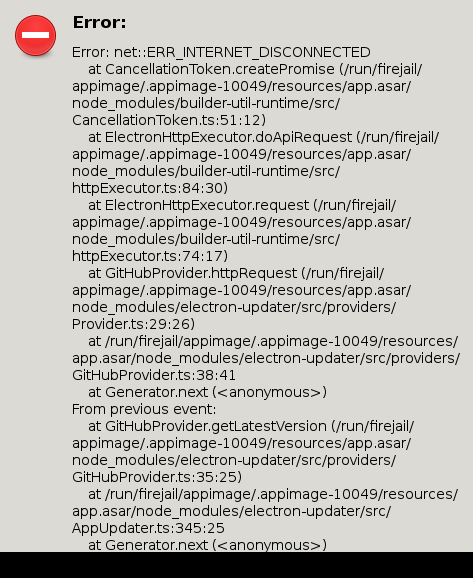 Error:
Error: net::ERR_INTERNET_DISCONNECTED
at CancellationToken.createPromise (/run/firejail/
appimage/.appimage-10049/resources/app.asar/
node_modules/builder-util-runtime/src/
CancellationToken.ts:51:12)
at ElectronHttpExecutor.doApiRequest (/run/firejail/
appimage/.appimage-10049/resources/app.asar/
node_modules/builder-util-runtime/src/
httpExecutor.ts:84:30)
at ElectronHttpExecutor.request (/run/firejail/
appimage/.appimage-10049/resources/app.asar/
node_modules/builder-util-runtime/src/
httpExecutor.ts:74:17)
at GitHubProvider.httpRequest (/run/firejail/
appimage/.appimage-10049/resources/app.asar/
node_modules/electron-updater/src/providers/
Provider.ts:29:26)
at /run/firejail/appimage/.appimage-10049/resources/
app.asar/node_modules/electron-updater/src/providers/
GitHubProvider.ts:38:41
at Generator.next (<anonymous>)
From previous event:
at GitHubProvider.getLatestVersion (/run/firejail/
appimage/.appimage-10049/resources/app.asar/
node_modules/electron-updater/src/providers/
GitHubProvider.ts:35:25)
at /run/firejail/appimage/.appimage-10049/resources/
app.asar/node_modules/electron-updater/src/
AppUpdater.ts:345:25
at Generator.next (<anonymous>)